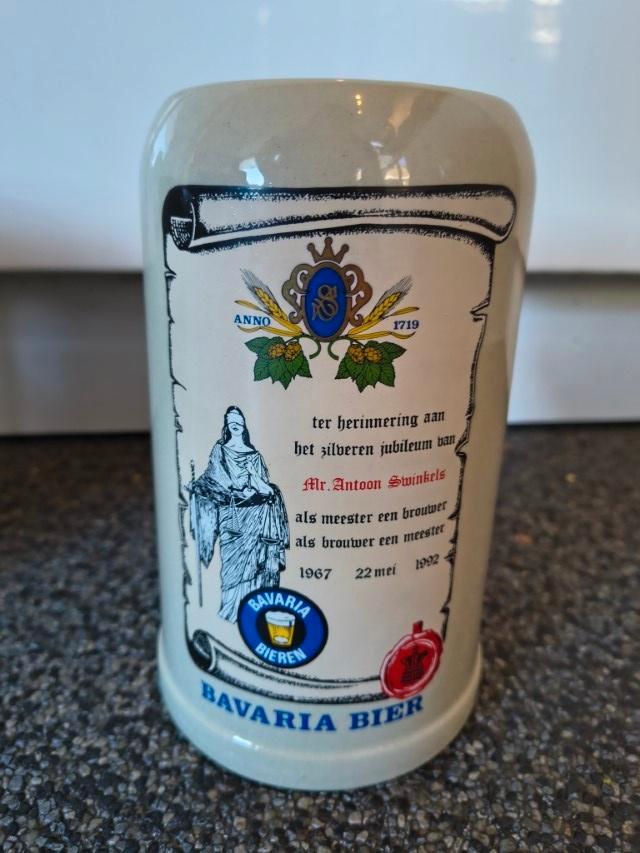 ANNO 1719
ter herinnering aan
het zilveren jubileum van
Mr. Antoon Swinkels
als meester een brouwer
als brouwer een meester
1967 22 mei 1992
BAVARIA
BIEREN
BAVARIA BIER